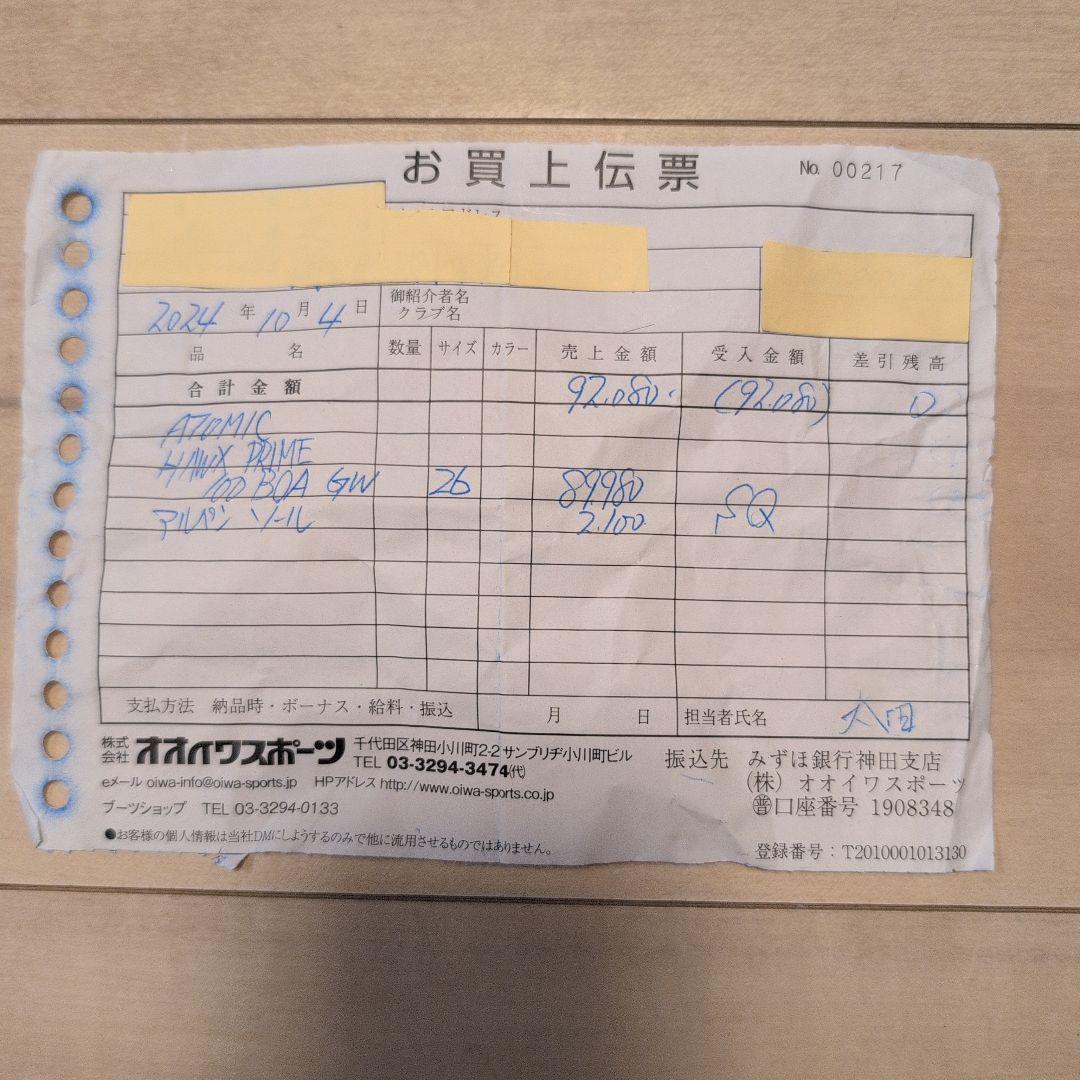 お買上伝票 No. 00217
2024 年 10 月 4 日 御紹介者名
クラブ名
品 名 数量 サイズ カラー 売上金額 受入金額 差引残高
合計金額 92.080. (92.080) 0
ATOMIC
HAWX PRIME
100 BOA GW 26 89.980 SQ
アルペン ソール 2.100.
支払方法 納品時・ボーナス・給料・振込 月 日 担当者氏名 太田
株式会社 オオイワスポーツ 千代田区神田小川町2-2サンブリヂ小川町ビル
TEL 03-3294-3474(代)
eメール oiwa-info@oiwa-sports.jp HPアドレス http://www.oiwa-sports.co.jp
ブーツショップ TEL 03-3294-0133
●お客様の個人情報は当社DMにしようするのみで他に流用させるものではありません。
振込先 みずほ銀行神田支店
(株) オオイワスポーツ
㊪口座番号 1908348
登録番号:T2010001013130